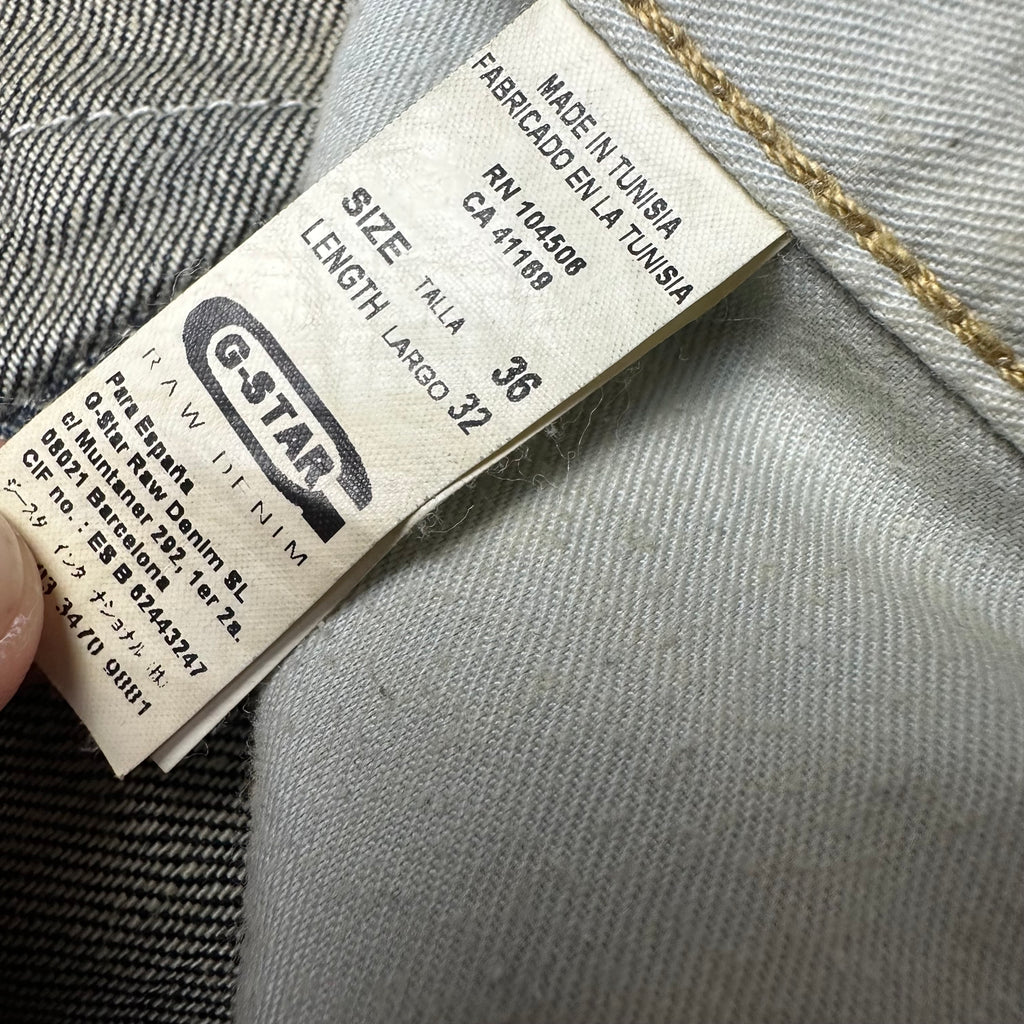 MADE IN TUNISIA
FABRICADO EN LA TUNISIA
RN 104506
CA 41169
SIZE TALLA 36
LENGTH LARGO 32
G-STAR
RAW DENIM
Para España
G-Star Raw Denim SL
c/ Muntaner 292, 1er 2a.
08021 Barcelona
CIF no.: ES B 62443247
ジースタ インタ ナショナル (株)
3470 9881